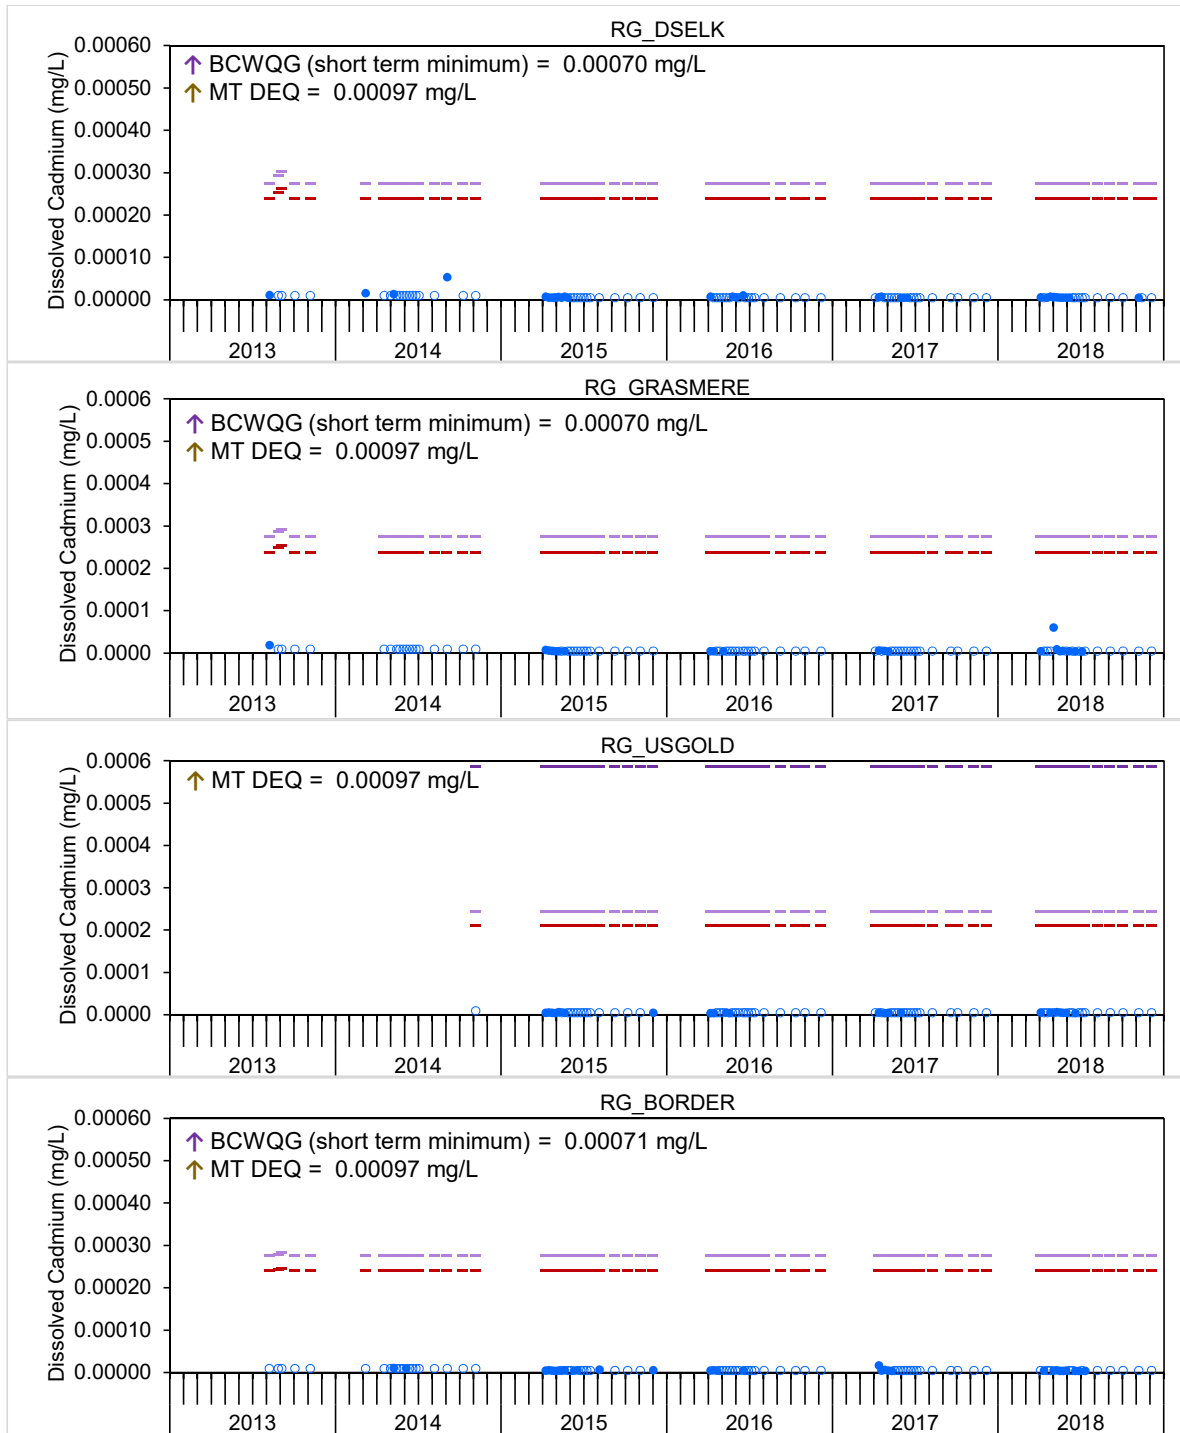 RG_DSELK
Dissolved Cadmium (mg/L)
0.00060
0.00050
0.00040
0.00030
0.00020
0.00010
0.00000
↑ BCWQG (short term minimum) = 0.00070 mg/L
↑ MT DEQ = 0.00097 mg/L
2013 2014 2015 2016 2017 2018
RG_GRASMERE
Dissolved Cadmium (mg/L)
0.0006
0.0005
0.0004
0.0003
0.0002
0.0001
0.0000
↑ BCWQG (short term minimum) = 0.00070 mg/L
↑ MT DEQ = 0.00097 mg/L
2013 2014 2015 2016 2017 2018
RG_USGOLD
Dissolved Cadmium (mg/L)
0.0006
0.0005
0.0004
0.0003
0.0002
0.0001
0.0000
↑ MT DEQ = 0.00097 mg/L
2013 2014 2015 2016 2017 2018
RG_BORDER
Dissolved Cadmium (mg/L)
0.00060
0.00050
0.00040
0.00030
0.00020
0.00010
0.00000
↑ BCWQG (short term minimum) = 0.00071 mg/L
↑ MT DEQ = 0.00097 mg/L
2013 2014 2015 2016 2017 2018